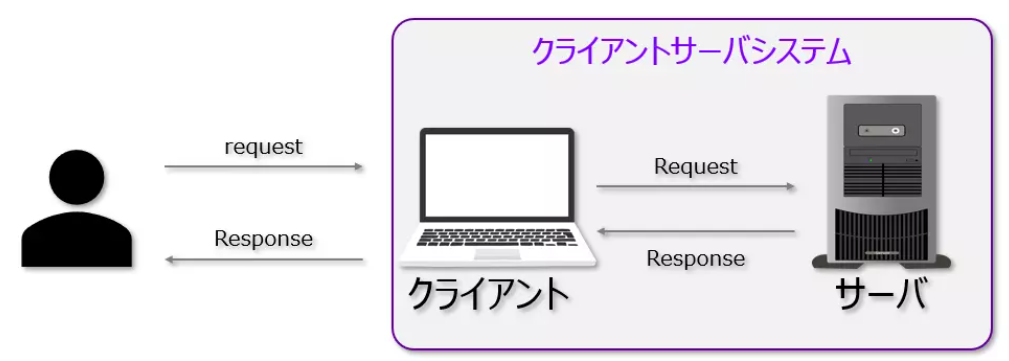 クライアントサーバシステム
request
Response
Request
Response
クライアント
サーバ